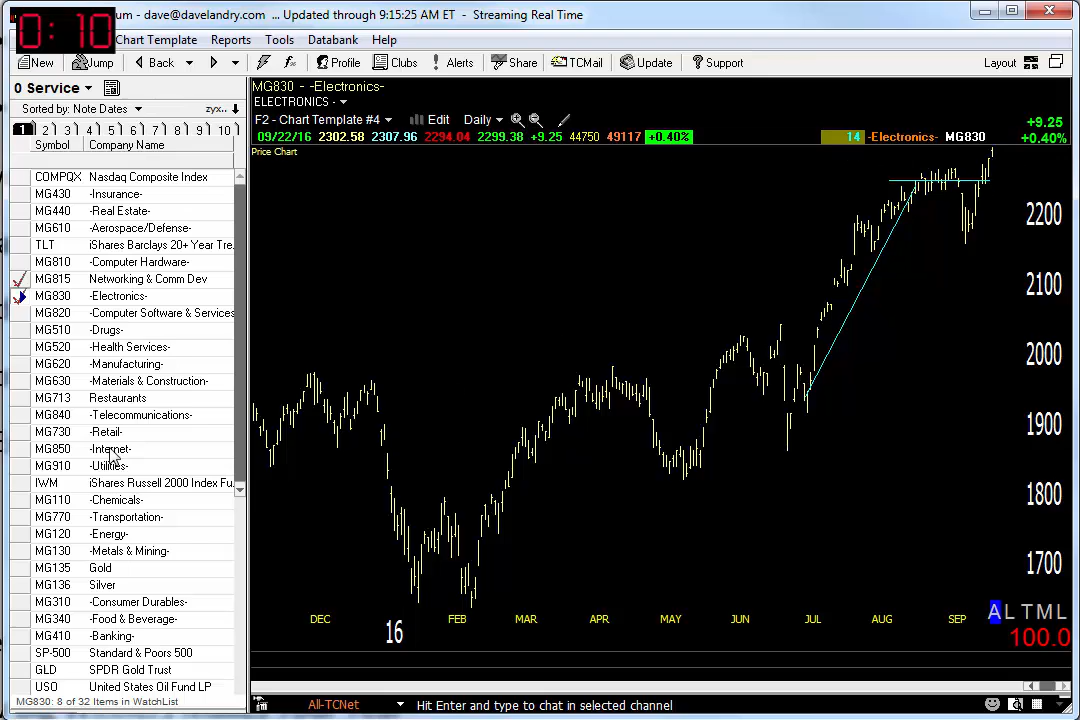 0:10
um - dave@davelandry.com ... Updated through 9:15:25 AM ET - Streaming Real Time
Chart Template Reports Tools Databank Help
New Jump Back Profile Clubs Alerts Share TCMail Update Support Layout
0 Service
Sorted by: Note Dates zyx..
1 2 3 4 5 6 7 8 9 10
Symbol Company Name
COMPQX Nasdaq Composite Index
MG430 -Insurance-
MG440 -Real Estate-
MG610 -Aerospace/Defense-
TLT iShares Barclays 20+ Year Tre.
MG810 -Computer Hardware-
MG815 Networking & Comm Dev
MG830 -Electronics-
MG820 -Computer Software & Services
MG510 -Drugs-
MG520 -Health Services-
MG620 -Manufacturing-
MG630 -Materials & Construction-
MG713 Restaurants
MG840 -Telecommunications-
MG730 -Retail-
MG850 -Internet-
MG910 -Utilities-
IWM iShares Russell 2000 Index Fu.
MG110 -Chemicals-
MG770 -Transportation-
MG120 -Energy-
MG130 -Metals & Mining-
MG135 Gold
MG136 Silver
MG310 -Consumer Durables-
MG340 -Food & Beverage-
MG410 -Banking-
SP-500 Standard & Poors 500
GLD SPDR Gold Trust
USO United States Oil Fund LP
MG830: 8 of 32 Items in WatchList
MG830 - -Electronics-
ELECTRONICS -
F2 - Chart Template #4 Edit Daily
09/22/16 2302.58 2307.96 2294.04 2299.38 +9.25 44750 49117 +0.40% 14 -Electronics- MG830
+9.25
+0.40%
Price Chart
2200
2100
2000
1900
1800
1700
DEC 16 FEB MAR APR MAY JUN JUL AUG SEP
A L T M L
100.0
All-TCNet Hit Enter and type to chat in selected channel